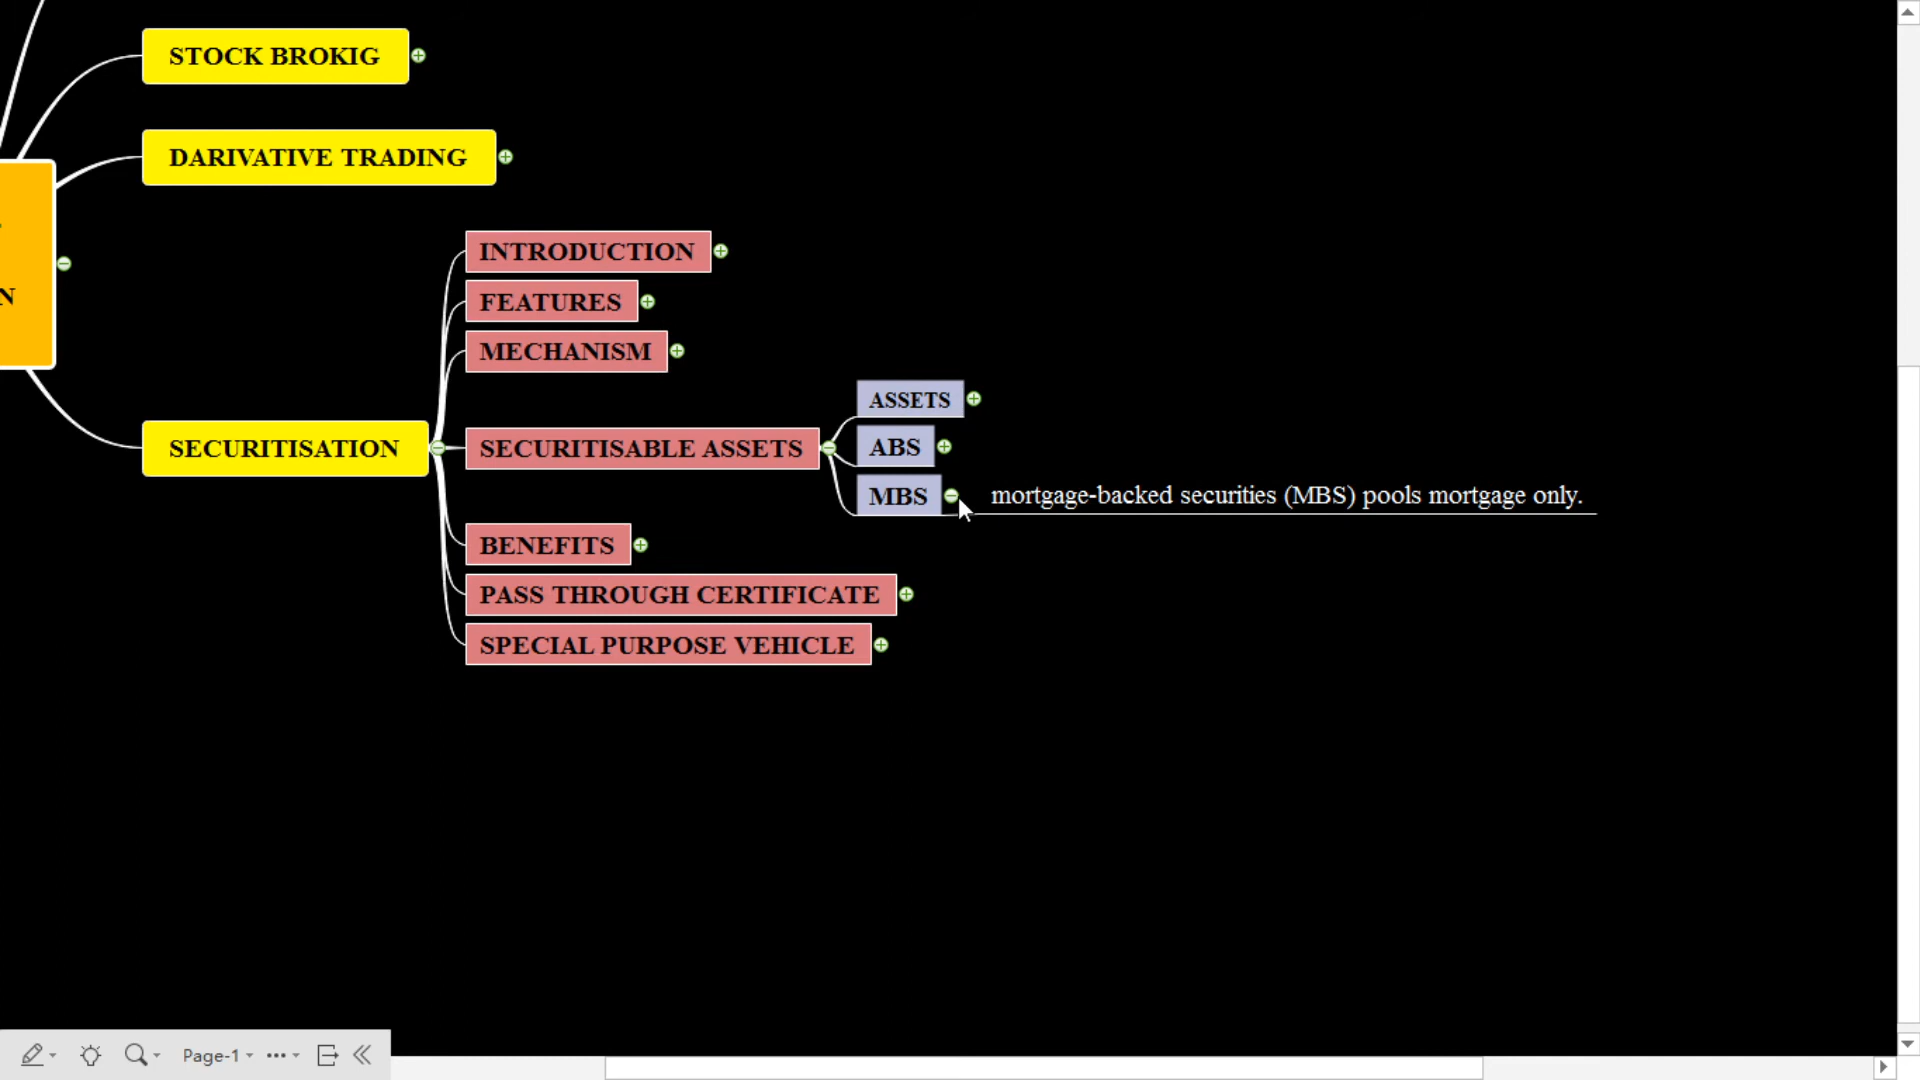 STOCK BROKIG
DARIVATIVE TRADING
N
INTRODUCTION
FEATURES
MECHANISM
SECURITISATION
SECURITISABLE ASSETS
ASSETS
ABS
MBS
mortgage-backed securities (MBS) pools mortgage only.
BENEFITS
PASS THROUGH CERTIFICATE
SPECIAL PURPOSE VEHICLE
Page-1